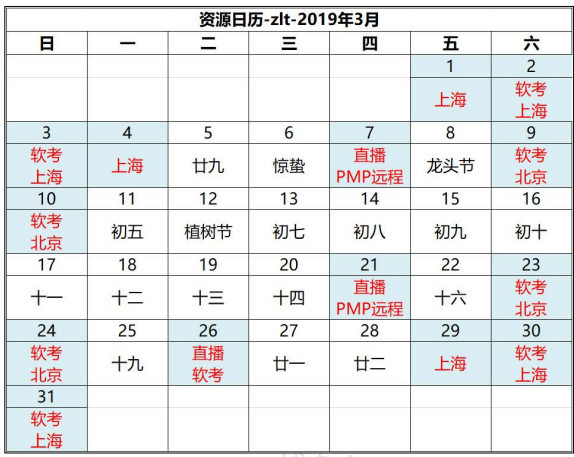 资源日历-zlt-2019年3月
日 一 二 三 四 五 六
1 2
上海 软考
上海
3 4 5 6 7 8 9
软考
上海 上海 廿九 惊蛰 直播
PMP远程 龙头节 软考
北京
10 11 12 13 14 15 16
软考
北京 初五 植树节 初七 初八 初九 初十
17 18 19 20 21 22 23
十一 十二 十三 十四 直播
PMP远程 十六 软考
北京
24 25 26 27 28 29 30
软考
北京 十九 直播
软考 廿一 廿二 上海 软考
上海
31
软考
上海